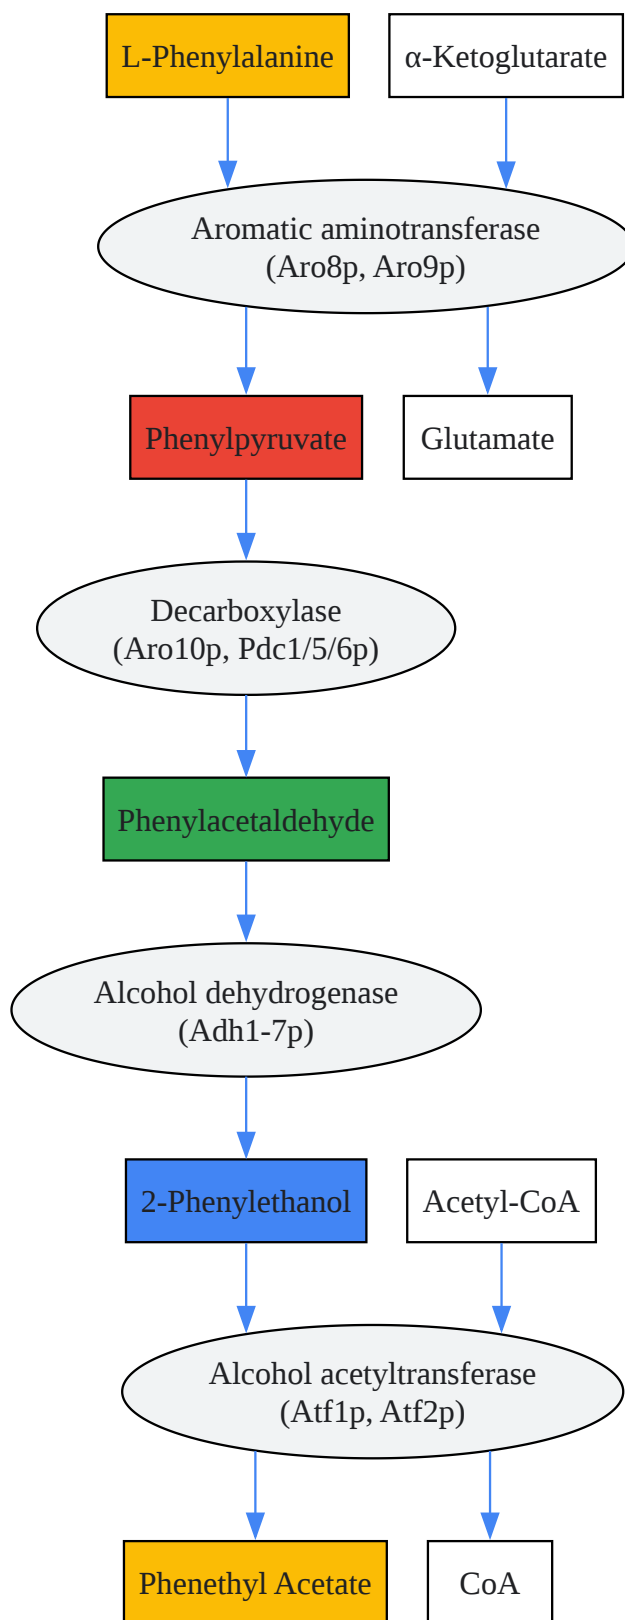 L-Phenylalanine
α-Ketoglutarate
Aromatic aminotransferase
(Aro8p, Aro9p)
Phenylpyruvate
Glutamate
Decarboxylase
(Aro10p, Pdc1/5/6p)
Phenylacetaldehyde
Alcohol dehydrogenase
(Adh1-7p)
2-Phenylethanol
Acetyl-CoA
Alcohol acetyltransferase
(Atf1p, Atf2p)
Phenethyl Acetate
CoA